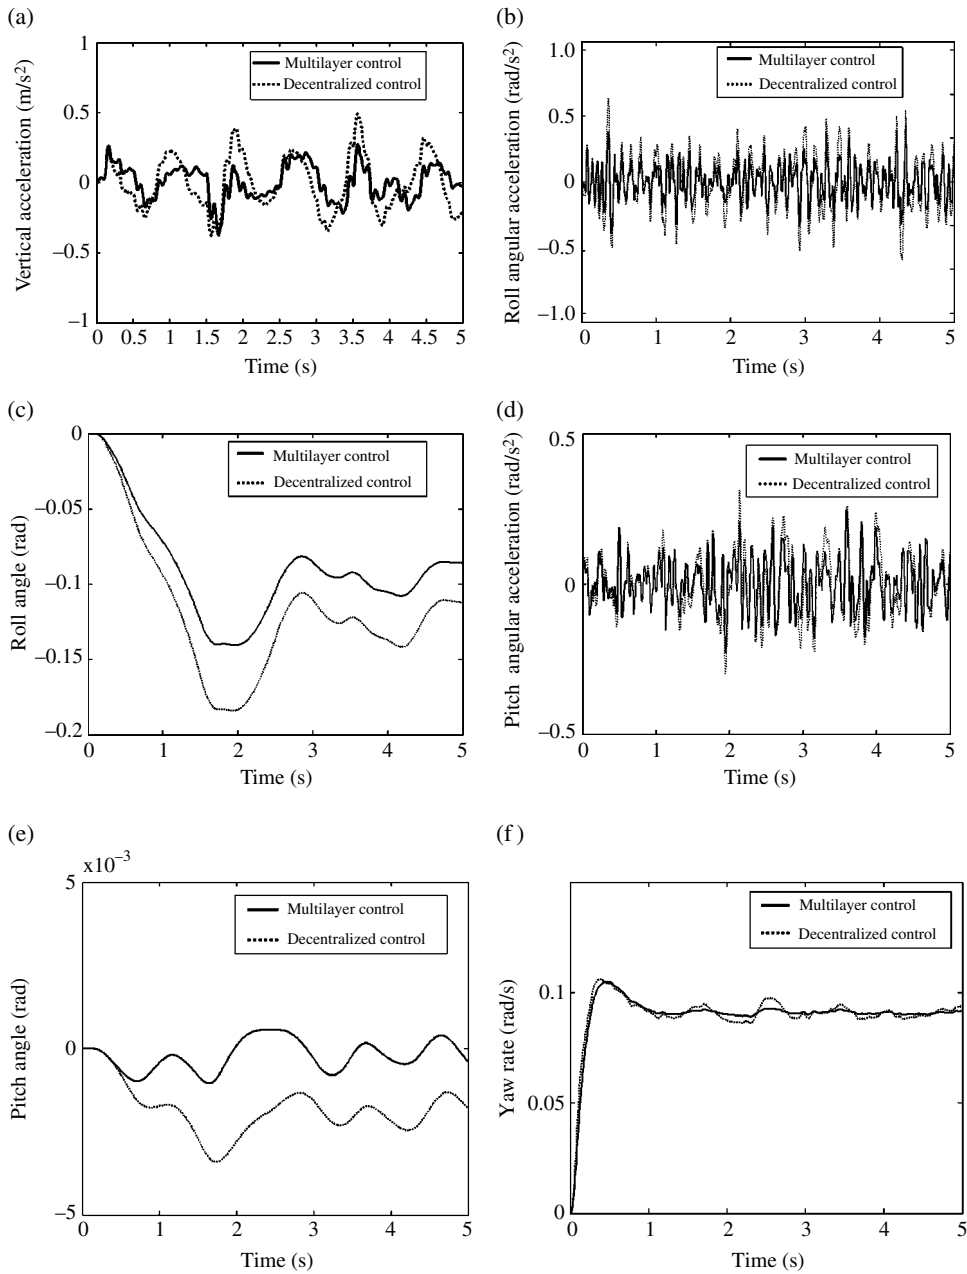 (a)
1
0.5
0
−0.5
−1
Vertical acceleration (m/s²)
Multilayer control
Decentralized control
0 0.5 1 1.5 2 2.5 3 3.5 4 4.5 5
Time (s)
(b)
1.0
0.5
0
−0.5
−1.0
Roll angular acceleration (rad/s²)
Multilayer control
Decentralized control
0 1 2 3 4 5
Time (s)
(c)
0
−0.05
−0.1
−0.15
−0.2
Roll angle (rad)
Multilayer control
Decentralized control
0 1 2 3 4 5
Time (s)
(d)
0.5
0
−0.5
Pitch angular acceleration (rad/s²)
Multilayer control
Decentralized control
0 1 2 3 4 5
Time (s)
(e)
x10⁻³
5
0
−5
Pitch angle (rad)
Multilayer control
Decentralized control
0 1 2 3 4 5
Time (s)
(f)
0.1
0.05
0
Yaw rate (rad/s)
Multilayer control
Decentralized control
0 1 2 3 4 5
Time (s)